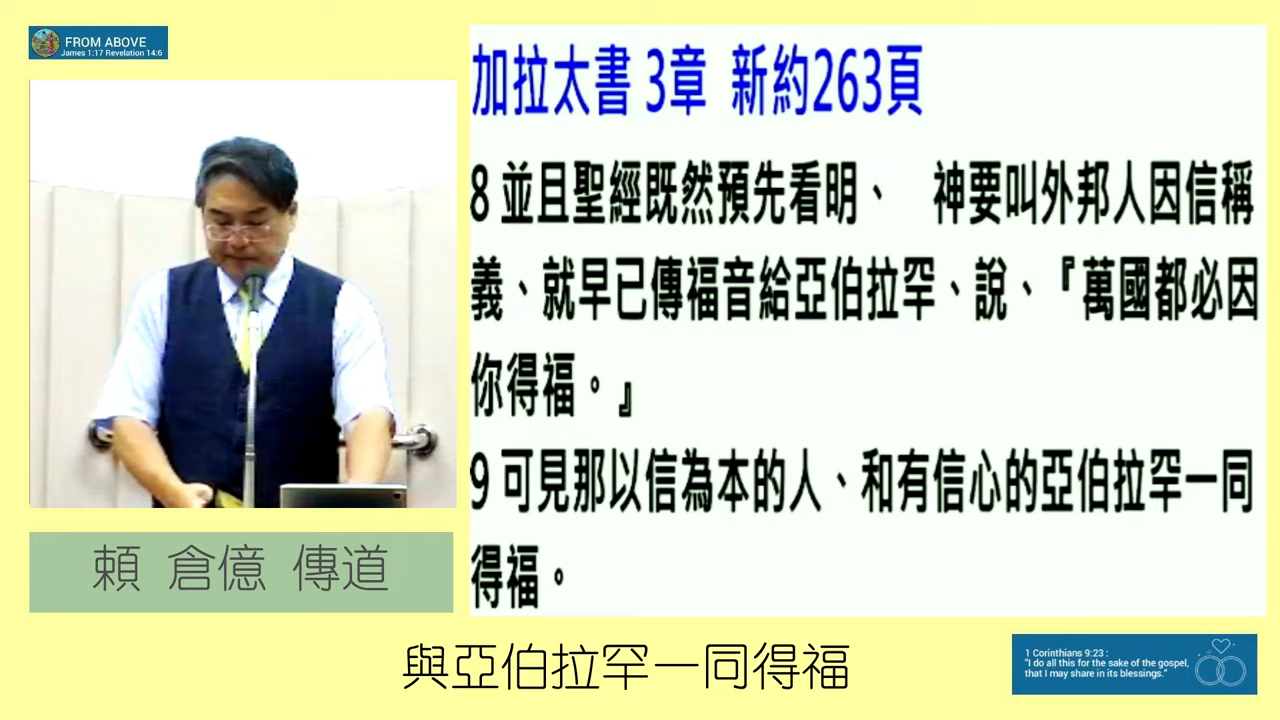 FROM ABOVE
James 1:17 Revelation 14:6
加拉太書 3章 新約263頁
8 並且聖經既然預先看明、 神要叫外邦人因信稱
義、就早已傳福音給亞伯拉罕、說、『萬國都必因
你得福。』
9 可見那以信為本的人、和有信心的亞伯拉罕一同
得福。
賴 倉億 傳道
與亞伯拉罕一同得福
1 Corinthians 9:23 :
"I do all this for the sake of the gospel,
that I may share in its blessings."